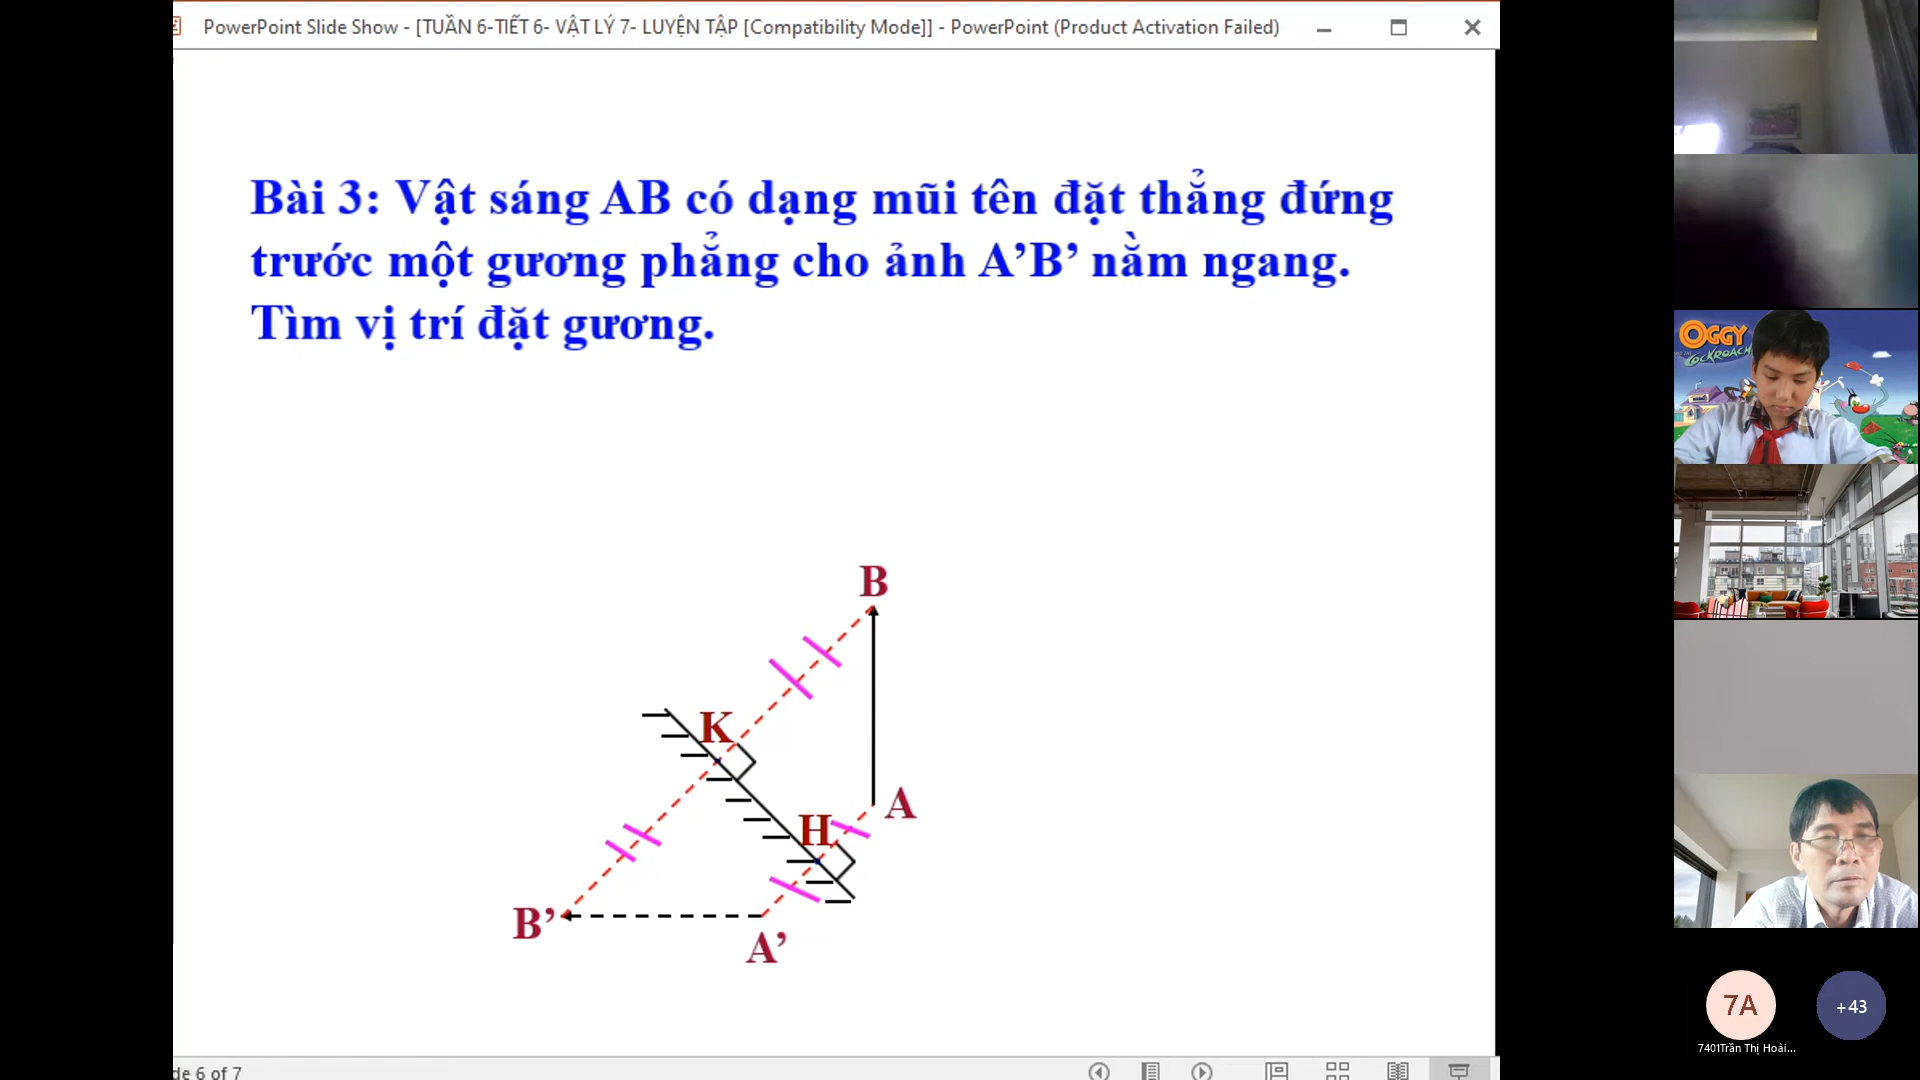 PowerPoint Slide Show - [TUẦN 6-TIẾT 6- VẬT LÝ 7- LUYỆN TẬP [Compatibility Mode]] - PowerPoint (Product Activation Failed)
Bài 3: Vật sáng AB có dạng mũi tên đặt thẳng đứng
trước một gương phẳng cho ảnh A’B’ nằm ngang.
Tìm vị trí đặt gương.
B
K
A
H
B’
A’
6 of 7
OGGY
COCKROACH
7A
+43
7401Trần Thị Hoài...